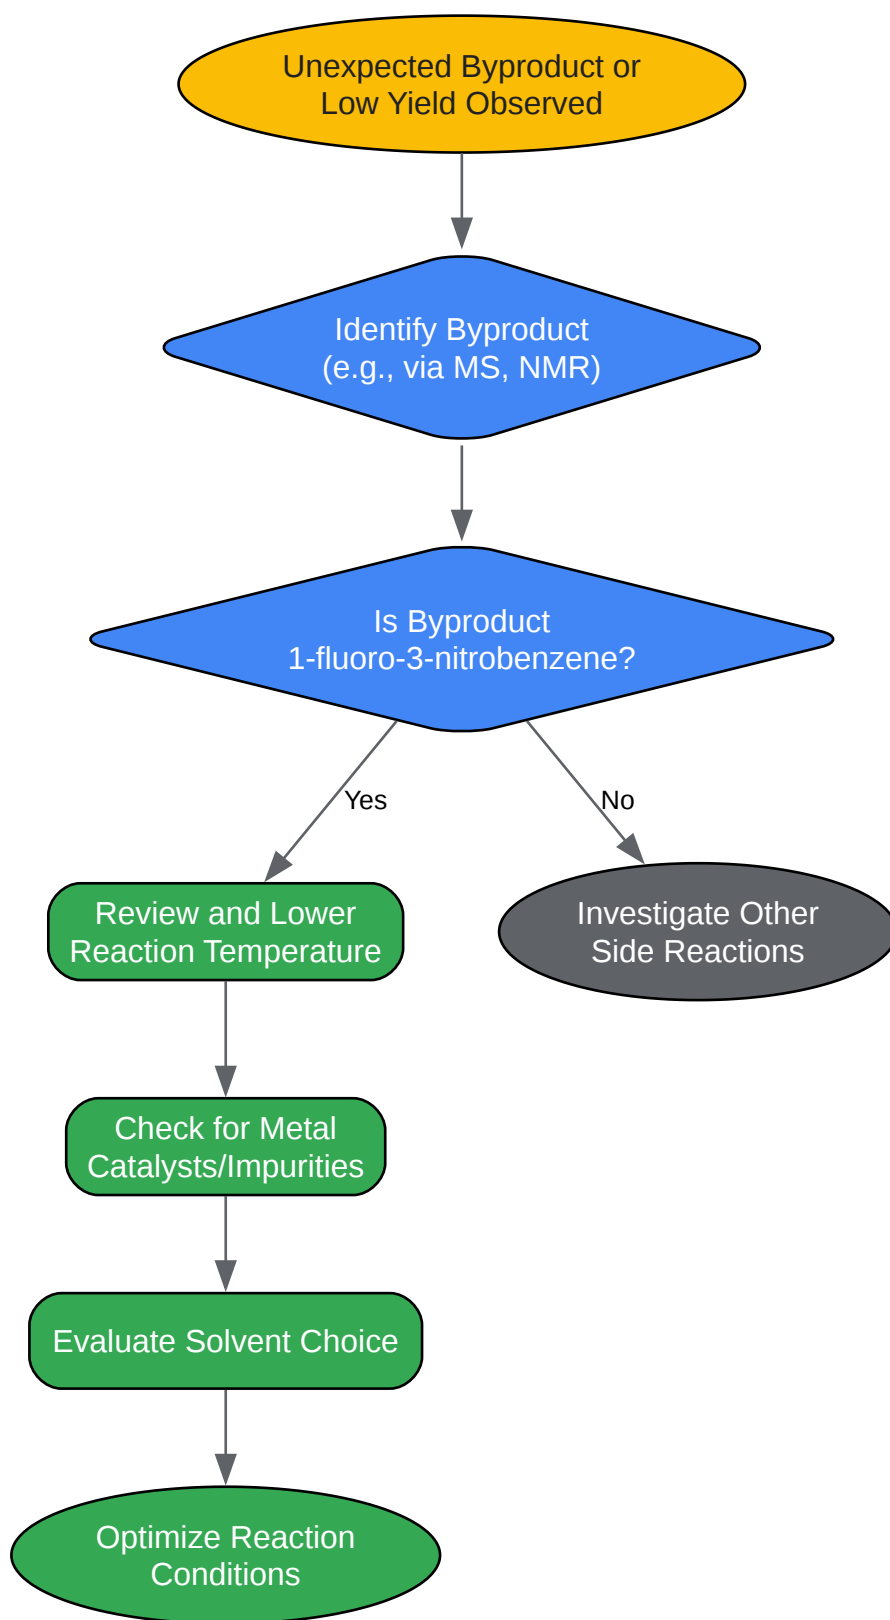 Unexpected Byproduct or
Low Yield Observed
Identify Byproduct
(e.g., via MS, NMR)
Is Byproduct
1-fluoro-3-nitrobenzene?
Yes
No
Review and Lower
Reaction Temperature
Investigate Other
Side Reactions
Check for Metal
Catalysts/Impurities
Evaluate Solvent Choice
Optimize Reaction
Conditions